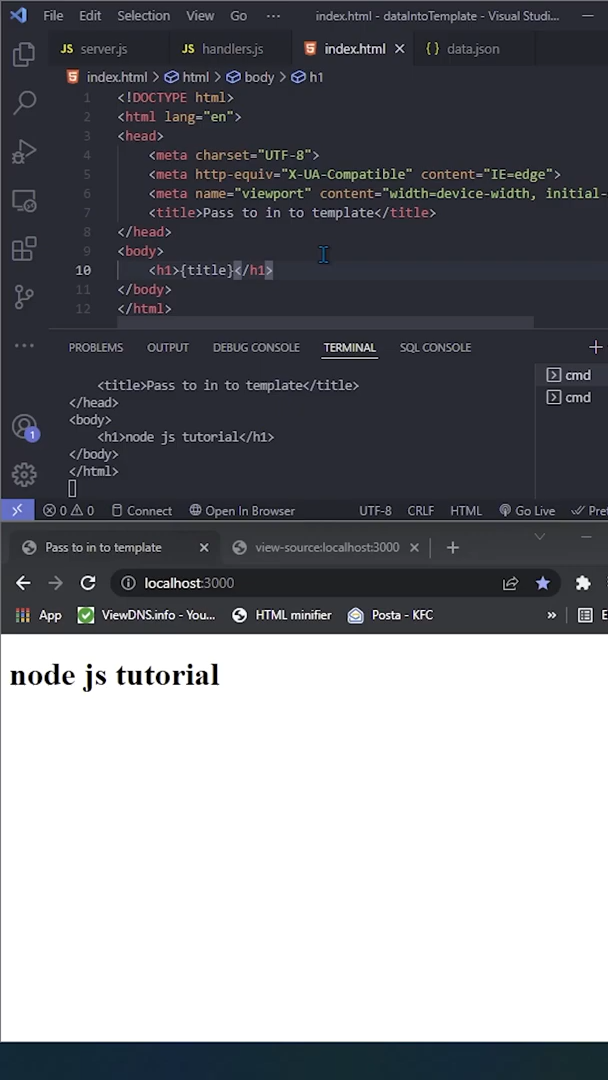 File Edit Selection View Go ··· index.html - dataIntoTemplate - Visual Studi...
JS server.js JS handlers.js index.html {} data.json
index.html > html > body > h1
1 <!DOCTYPE html>
2 <html lang="en">
3 <head>
4 <meta charset="UTF-8">
5 <meta http-equiv="X-UA-Compatible" content="IE=edge">
6 <meta name="viewport" content="width=device-width, initial-
7 <title>Pass to in to template</title>
8 </head>
9 <body>
10 <h1>{title}</h1>
11 </body>
12 </html>
PROBLEMS OUTPUT DEBUG CONSOLE TERMINAL SQL CONSOLE
<title>Pass to in to template</title>
</head>
<body>
<h1>node js tutorial</h1>
</body>
</html>
cmd
cmd
1
0 0 Connect Open In Browser UTF-8 CRLF HTML Go Live Pre
Pass to in to template view-source:localhost:3000
localhost:3000
App ViewDNS.info - You... HTML minifier Posta - KFC » E
node js tutorial